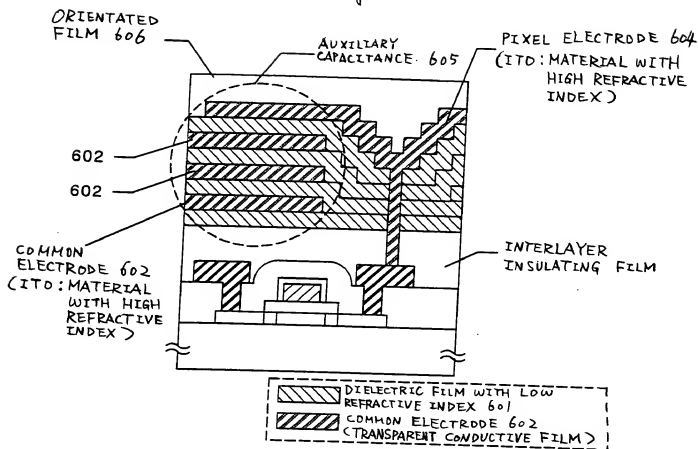 ORIENTATED
FILM 606
AUXILIARY
CAPACITANCE 605
PIXEL ELECTRODE 604
(ITO: MATERIAL WITH
HIGH REFRACTIVE
INDEX)
602
602
COMMON
ELECTRODE 602
(ITO: MATERIAL
WITH HIGH
REFRACTIVE
INDEX)
INTERLAYER
INSULATING FILM
DIELECTRIC FILM WITH LOW
REFRACTIVE INDEX 601
COMMON ELECTRODE 602
(TRANSPARENT CONDUCTIVE FILM)